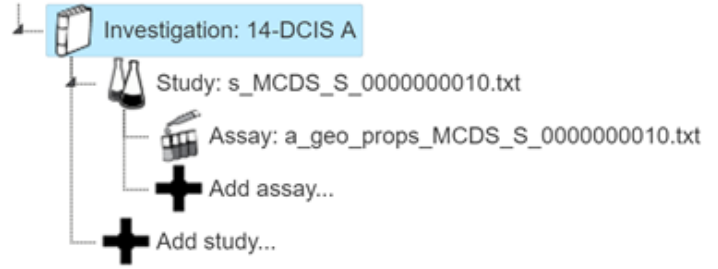 Investigation: 14-DCIS A
Study: s_MCDS_S_0000000010.txt
Assay: a_geo_props_MCDS_S_0000000010.txt
Add assay...
Add study...